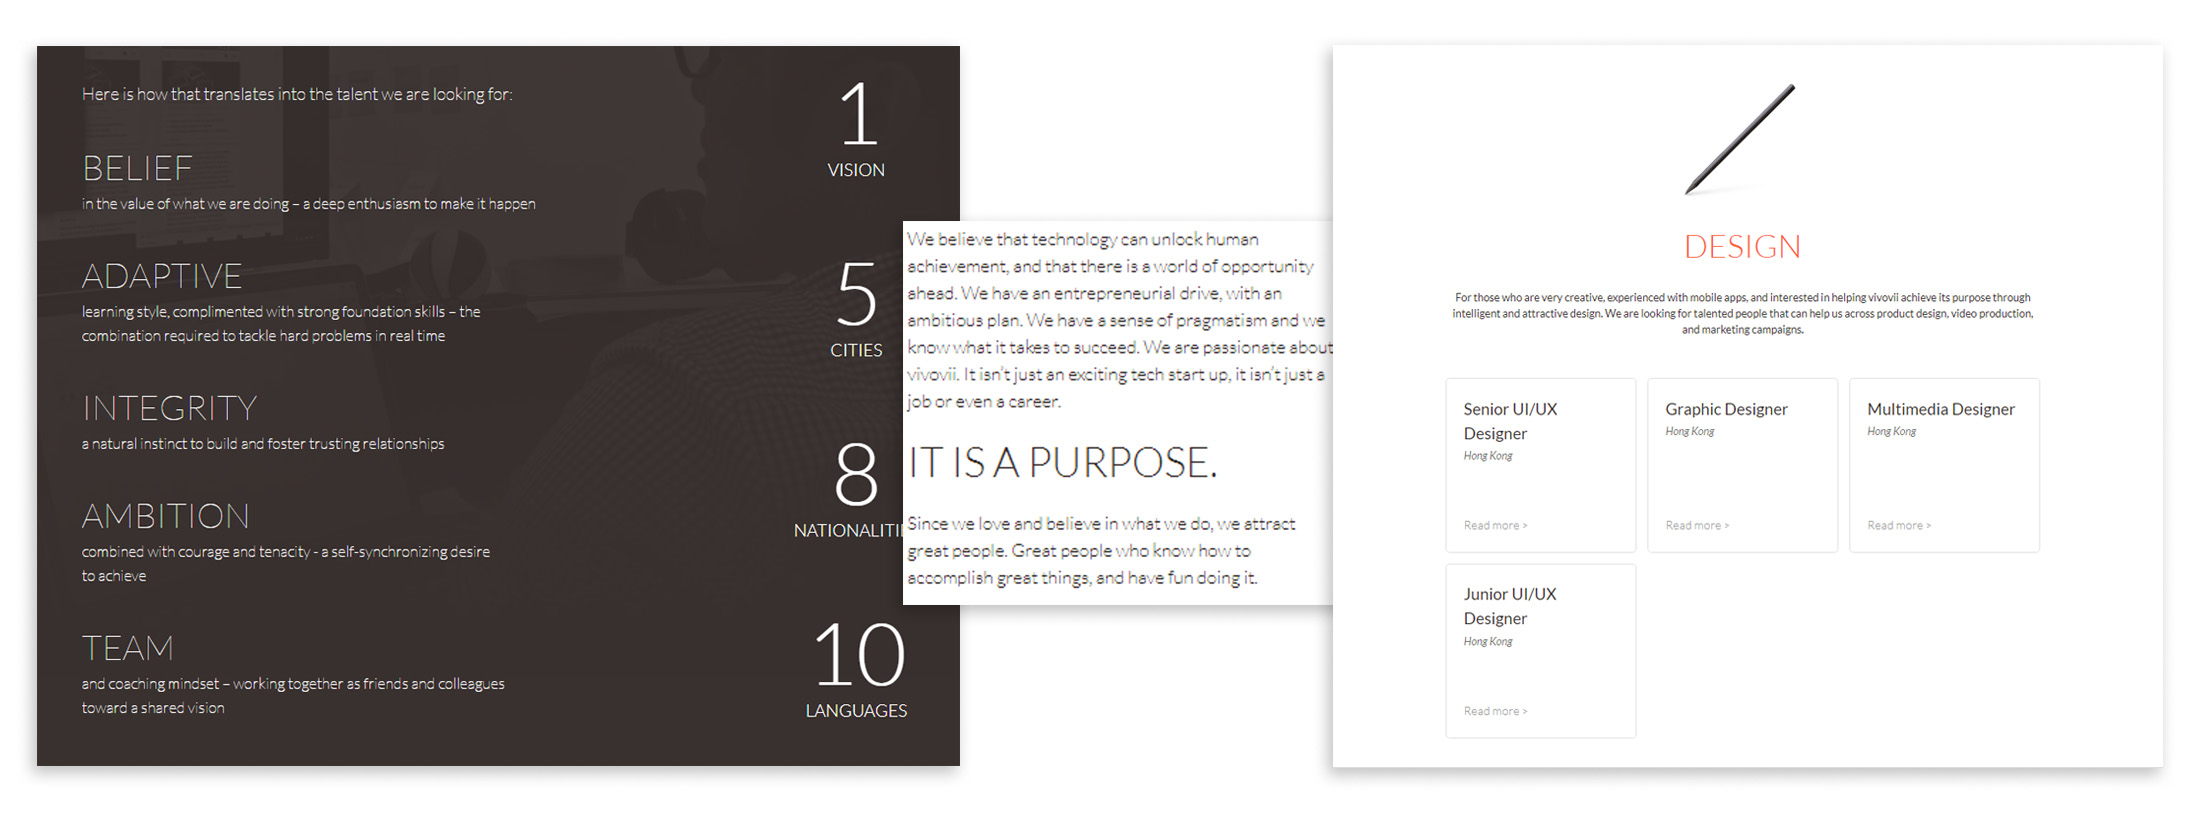 Here is how that translates into the talent we are looking for:
BELIEF
in the value of what we are doing – a deep enthusiasm to make it happen
ADAPTIVE
learning style, complimented with strong foundation skills – the
combination required to tackle hard problems in real time
INTEGRITY
a natural instinct to build and foster trusting relationships
AMBITION
combined with courage and tenacity - a self-synchronizing desire
to achieve
TEAM
and coaching mindset – working together as friends and colleagues
toward a shared vision
1
VISION
5
CITIES
8
NATIONALITI
10
LANGUAGES
We believe that technology can unlock human
achievement, and that there is a world of opportunity
ahead. We have an entrepreneurial drive, with an
ambitious plan. We have a sense of pragmatism and we
know what it takes to succeed. We are passionate about
vivovii. It isn't just an exciting tech start up, it isn't just a
job or even a career.
IT IS A PURPOSE.
Since we love and believe in what we do, we attract
great people. Great people who know how to
accomplish great things, and have fun doing it.
DESIGN
For those who are very creative, experienced with mobile apps, and interested in helping vivovii achieve its purpose through
intelligent and attractive design. We are looking for talented people that can help us across product design, video production,
and marketing campaigns.
Senior UI/UX
Designer
Hong Kong
Read more >
Graphic Designer
Hong Kong
Read more >
Multimedia Designer
Hong Kong
Read more >
Junior UI/UX
Designer
Hong Kong
Read more >